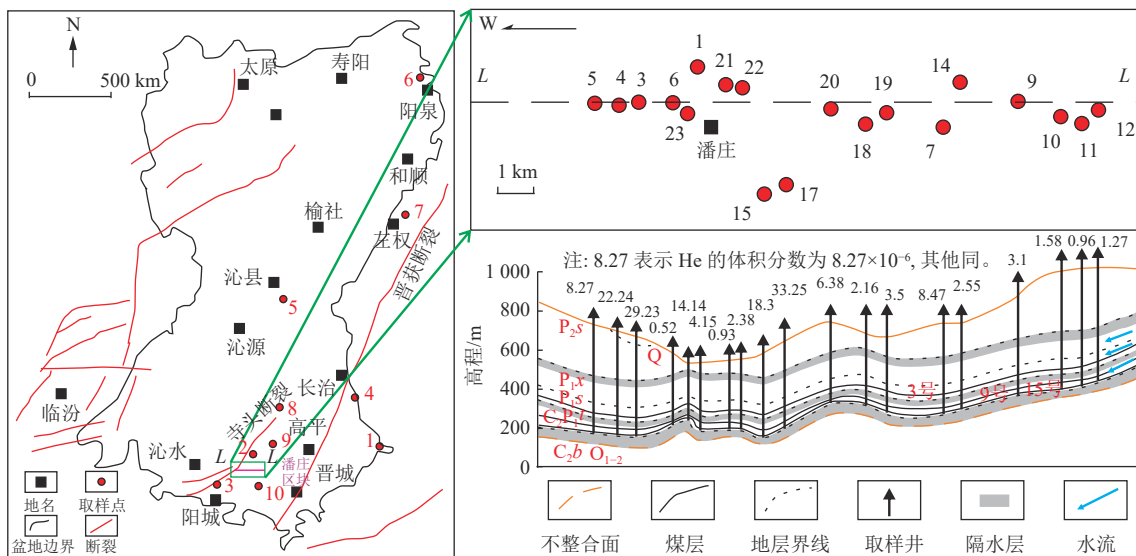 N
0 500 km
太原
寿阳
6
阳泉
和顺
7
左权
榆社
晋获断裂
沁县
5
沁源
临汾
长治
4
寺头断裂
8
高平
1
9
2
L L
沁水
潘庄
区块
3
10
晋城
阳城
地名 取样点
盆地边界 断裂
W
L L
1
21 22
5 4 3 6
23
潘庄
20 19 14 9
18 7 10 11 12
15 17
1 km
注: 8.27 表示 He 的体积分数为 8.27×10⁻⁶, 其他同。
高程/m
1 000
800
600
400
200
0
8.27
22.24
29.23
0.52
14.14
4.15
0.93
2.38
18.3
33.25
6.38
2.16
3.5
8.47
2.55
3.1
1.58
0.96
1.27
P₂s
Q
P₁x
P₁s
C₂P₁t
C₂b O₁₋₂
3号
9号
15号
不整合面 煤层 地层界线 取样井 隔水层 水流